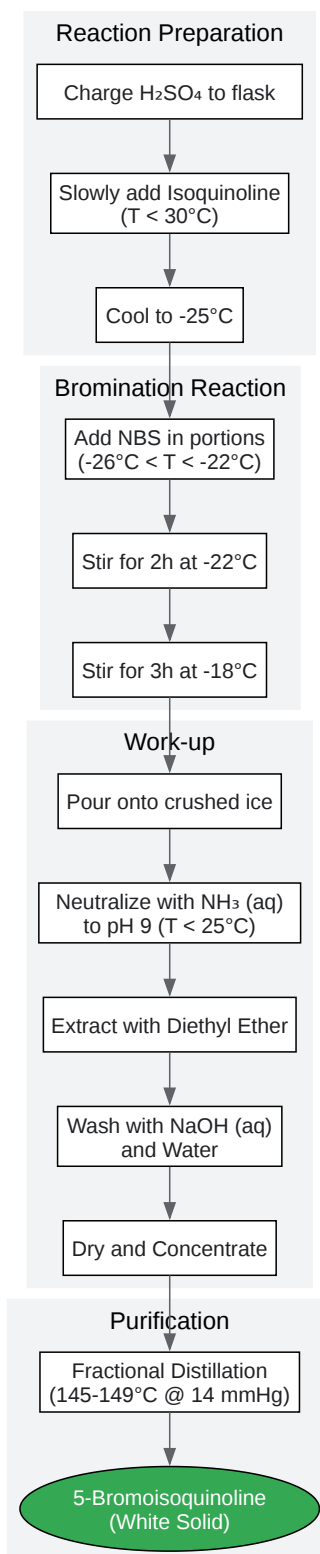 Reaction Preparation
Charge H₂SO₄ to flask
Slowly add Isoquinoline
(T < 30°C)
Cool to -25°C
Bromination Reaction
Add NBS in portions
(-26°C < T < -22°C)
Stir for 2h at -22°C
Stir for 3h at -18°C
Work-up
Pour onto crushed ice
Neutralize with NH₃ (aq)
to pH 9 (T < 25°C)
Extract with Diethyl Ether
Wash with NaOH (aq)
and Water
Dry and Concentrate
Purification
Fractional Distillation
(145-149°C @ 14 mmHg)
5-Bromoisoquinoline
(White Solid)